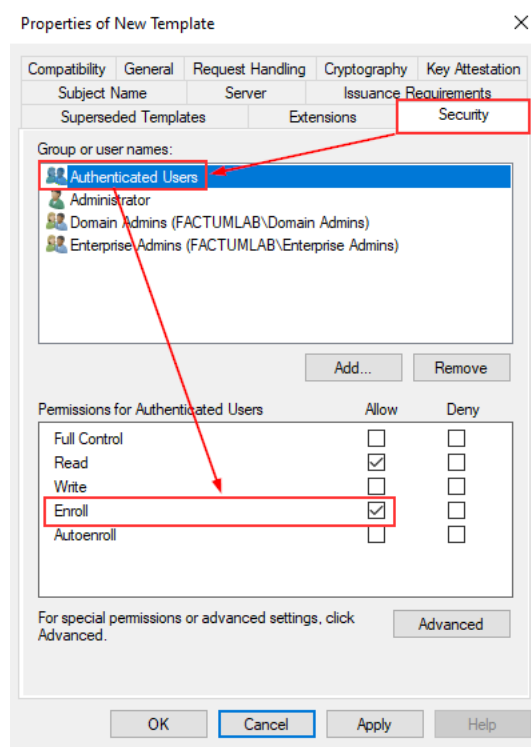 Properties of New Template
Compatibility General Request Handling Cryptography Key Attestation
Subject Name Server Issuance Requirements
Superseded Templates Extensions Security
Group or user names:
Authenticated Users
Administrator
Domain Admins (FACTUMLAB\Domain Admins)
Enterprise Admins (FACTUMLAB\Enterprise Admins)
Add... Remove
Permissions for Authenticated Users Allow Deny
Full Control
Read
Write
Enroll
Autoenroll
For special permissions or advanced settings, click
Advanced.
Advanced
OK Cancel Apply Help